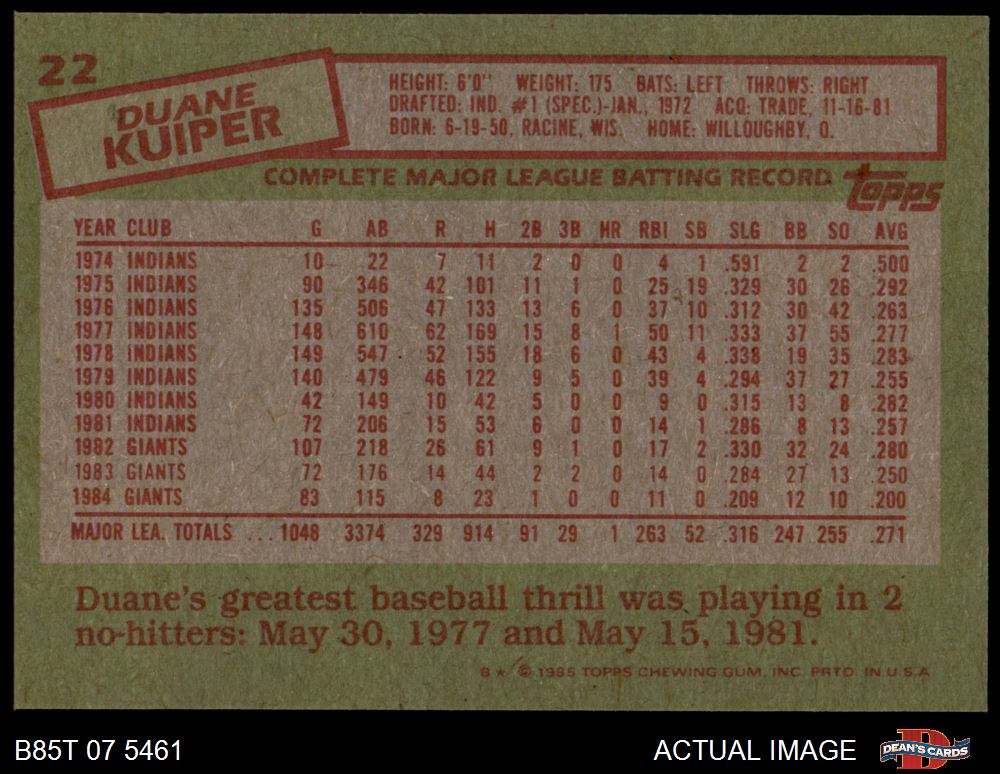 22
DUANE
KUIPER
HEIGHT: 6'0" WEIGHT: 175 BATS: LEFT THROWS: RIGHT
DRAFTED: IND. #1 (SPEC.)-JAN., 1972 ACQ: TRADE, 11-16-81
BORN: 6-19-50, RACINE, WIS. HOME: WILLOUGHBY, O.
COMPLETE MAJOR LEAGUE BATTING RECORD topps
YEAR CLUB G AB R H 2B 3B HR RBI SB SLG BB SO AVG
1974 INDIANS 10 22 7 11 2 0 0 4 1 .591 2 2 .500
1975 INDIANS 90 346 42 101 11 1 0 25 19 .329 30 26 .292
1976 INDIANS 135 506 47 133 13 6 0 37 10 .312 30 42 .263
1977 INDIANS 148 610 62 169 15 8 1 50 11 .333 37 55 .277
1978 INDIANS 149 547 52 155 18 6 0 43 4 .338 19 35 .283
1979 INDIANS 140 479 46 122 9 5 0 39 4 .294 37 27 .255
1980 INDIANS 42 149 10 42 5 0 0 9 0 .315 13 8 .282
1981 INDIANS 72 206 15 53 6 0 0 14 1 .286 8 13 .257
1982 GIANTS 107 218 26 61 9 1 0 17 2 .330 32 24 .280
1983 GIANTS 72 176 14 44 2 2 0 14 0 .284 27 13 .250
1984 GIANTS 83 115 8 23 1 0 0 11 0 .209 12 10 .200
MAJOR LEA. TOTALS ...1048 3374 329 914 91 29 1 263 52 .316 247 255 .271
Duane's greatest baseball thrill was playing in 2
no-hitters: May 30, 1977 and May 15, 1981.
B * © 1985 TOPPS CHEWING GUM, INC. PRTD. IN U.S.A.
B85T 07 5461 ACTUAL IMAGE DEAN'S CARDS